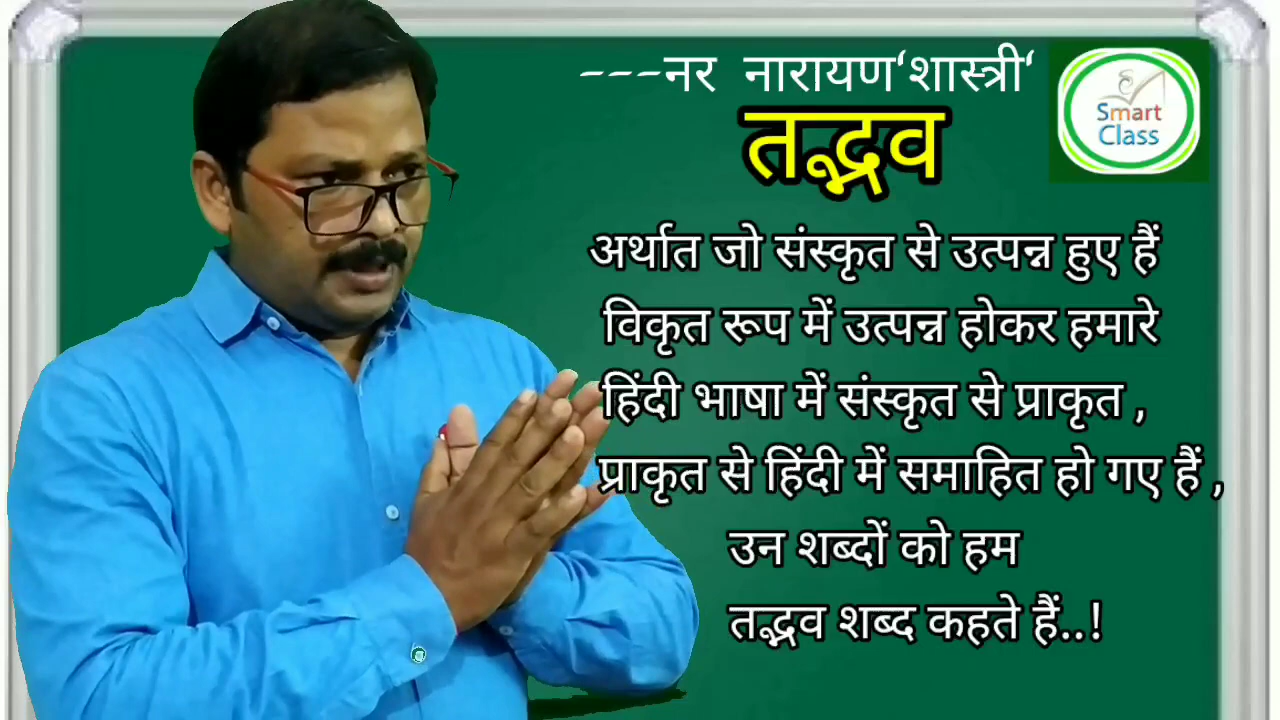 ---नर नारायण‘शास्त्री‘
Smart
Class
तद्भव
अर्थात जो संस्कृत से उत्पन्न हुए हैं
विकृत रूप में उत्पन्न होकर हमारे
हिंदी भाषा में संस्कृत से प्राकृत ,
प्राकृत से हिंदी में समाहित हो गए हैं ,
उन शब्दों को हम
तद्भव शब्द कहते हैं..!